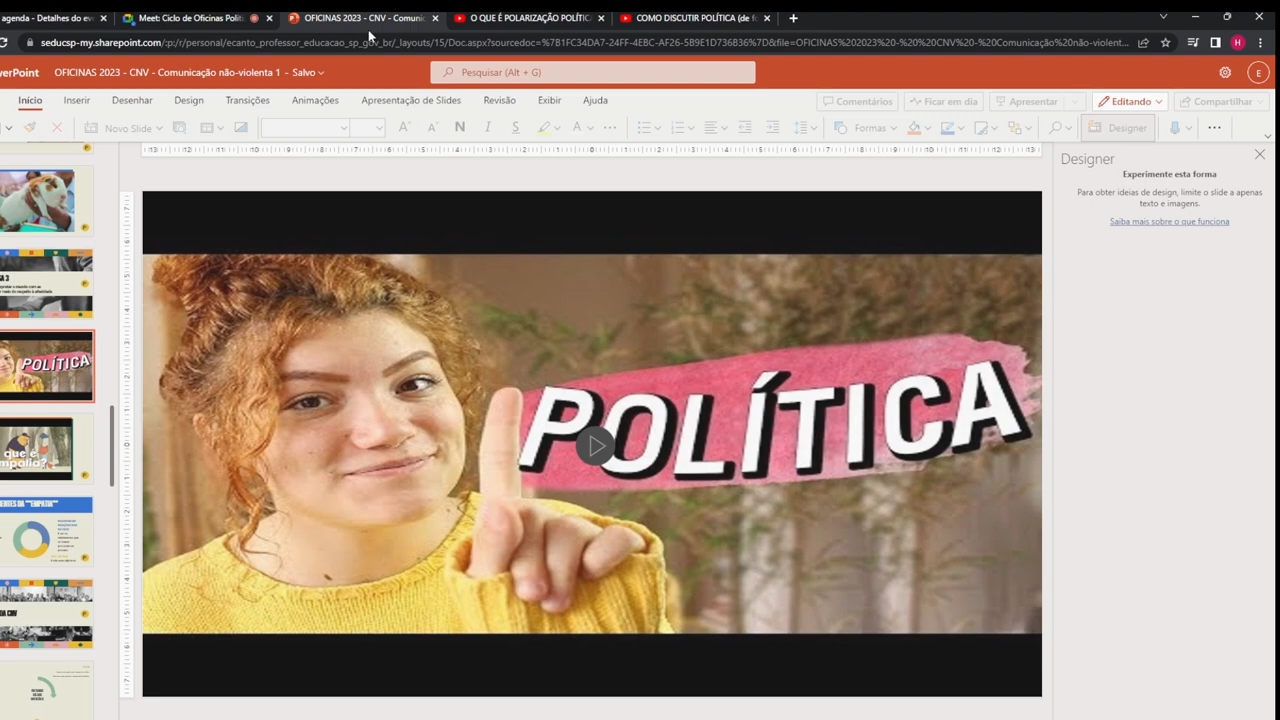 agenda - Detalhes do ev
Meet: Ciclo de Oficinas Polít
OFICINAS 2023 - CNV - Comunic
O QUE É POLARIZAÇÃO POLÍTIC
COMO DISCUTIR POLÍTICA (de f
seducsp-my.sharepoint.com/:p:/r/personal/ecanto_professor_educacao_sp_gov_br/_layouts/15/Doc.aspx?sourcedoc=%7B1FC34DA7-24FF-4EBC-AF26-5B9E1D736B36%7D&file=OFICINAS%202023%20-%20%20CNV%20-%20Comunicação%20não-violent...
H
werPoint
OFICINAS 2023 - CNV - Comunicação não-violenta 1 - Salvo
Pesquisar (Alt + G)
E
Início
Inserir
Desenhar
Design
Transições
Animações
Apresentação de Slides
Revisão
Exibir
Ajuda
Comentários
Ficar em dia
Apresentar
Editando
Compartilhar
Novo Slide
N
I
S
A
Formas
Designer
Designer
Experimente esta forma
Para obter ideias de design, limite o slide a apenas
texto e imagens.
Saiba mais sobre o que funciona
POLÍTICA
POLÍTICA
que é
mpatia?